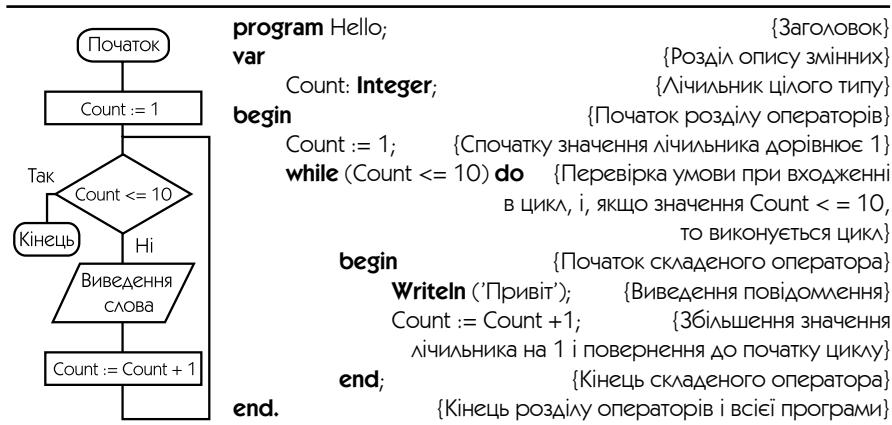 Початок
Count := 1
Так
Count <= 10
Кінець
Ні
Виведення
слова
Count := Count + 1
program Hello; {Заголовок}
var {Розділ опису змінних}
Count: Integer; {Лічильник цілого типу}
begin {Початок розділу операторів}
Count := 1; {Спочатку значення лічильника дорівнює 1}
while (Count <= 10) do {Перевірка умови при входженні
в цикл, і, якщо значення Count < = 10,
то виконується цикл}
begin {Початок складеного оператора}
Writeln ('Привіт'); {Виведення повідомлення}
Count := Count +1; {Збільшення значення
лічильника на 1 і повернення до початку циклу}
end; {Кінець складеного оператора}
end. {Кінець розділу операторів і всієї програми}